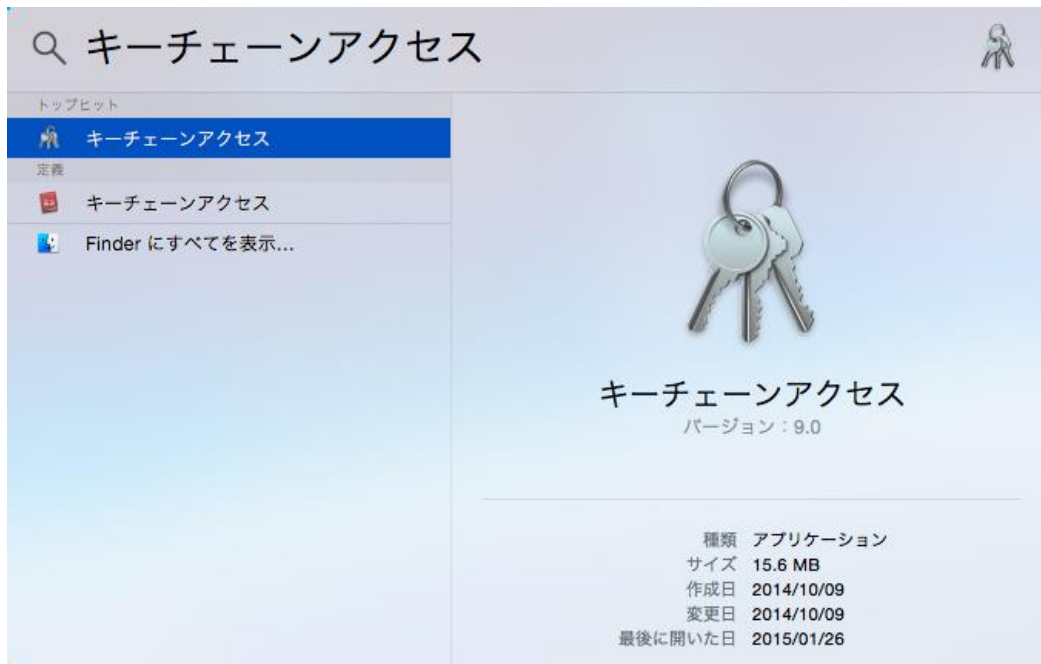 キーチェーンアクセス
トップヒット
キーチェーンアクセス
定義
キーチェーンアクセス
Finder にすべてを表示...
キーチェーンアクセス
バージョン：9.0
種類 アプリケーション
サイズ 15.6 MB
作成日 2014/10/09
変更日 2014/10/09
最後に開いた日 2015/01/26